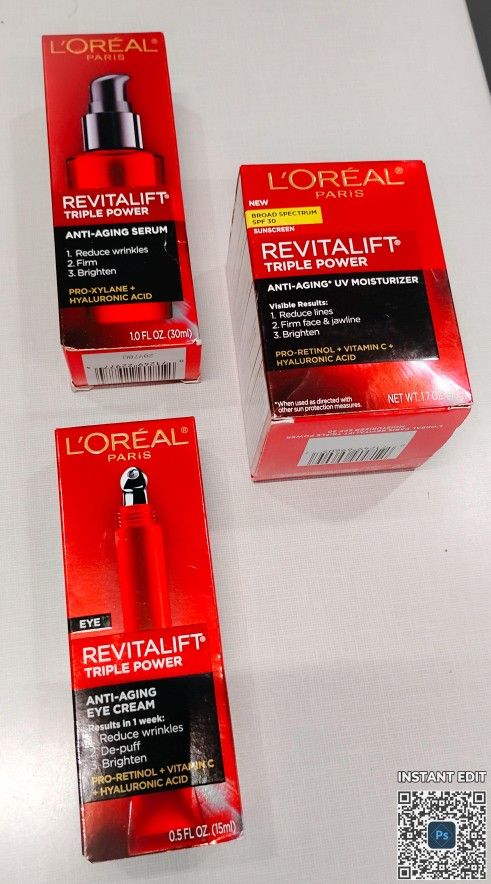 L'ORÉAL
PARIS
REVITALIFT®
TRIPLE POWER
ANTI-AGING SERUM
1. Reduce wrinkles
2. Firm
3. Brighten
PRO-XYLANE +
HYALURONIC ACID
1.0 FL OZ. (30ml)
L'ORÉAL®
PARIS
NEW
BROAD SPECTRUM
SPF 30
SUNSCREEN
REVITALIFT®
TRIPLE POWER
ANTI-AGING* UV MOISTURIZER
Visible Results:
1. Reduce lines
2. Firm face & jawline
3. Brighten
PRO-RETINOL + VITAMIN C +
HYALURONIC ACID
*When used as directed with
other sun protection measures.
NET WT. 1.7 OZ.
L'ORÉAL®
PARIS
EYE
REVITALIFT®
TRIPLE POWER
ANTI-AGING
EYE CREAM
Results in 1 week:
Reduce wrinkles
De-puff
3. Brighten
PRO-RETINOL + VITAMIN C
+ HYALURONIC ACID
0.5 FL OZ. (15ml)
INSTANT EDIT
Ps